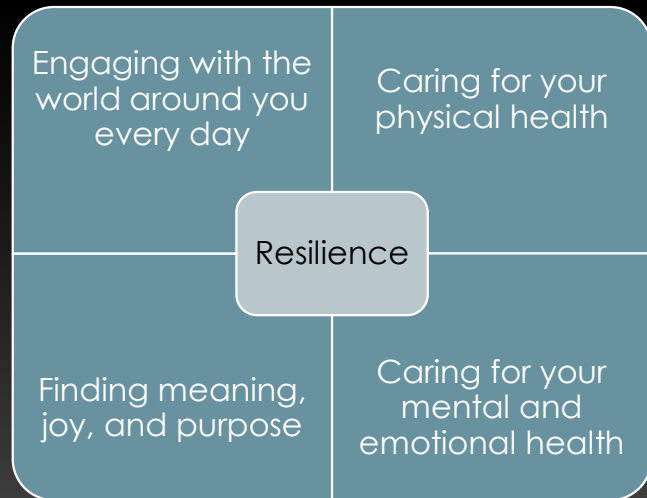 Engaging with the
world around you
every day
Caring for your
physical health
Resilience
Finding meaning,
joy, and purpose
Caring for your
mental and
emotional health